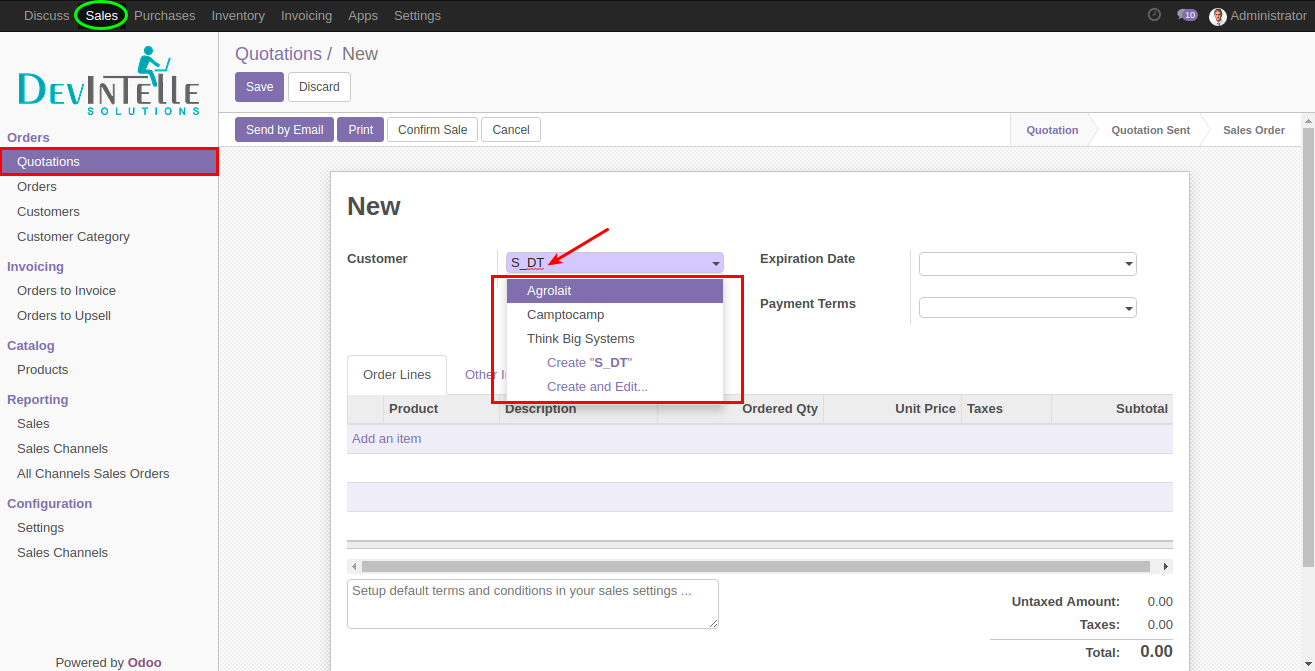 Discuss Sales Purchases Inventory Invoicing Apps Settings 10 Administrator
DEVINTELLE
SOLUTIONS
Orders
Quotations
Orders
Customers
Customer Category
Invoicing
Orders to Invoice
Orders to Upsell
Catalog
Products
Reporting
Sales
Sales Channels
All Channels Sales Orders
Configuration
Settings
Sales Channels
Powered by Odoo
Quotations / New
Save Discard
Send by Email Print Confirm Sale Cancel Quotation Quotation Sent Sales Order
New
Customer S_DT
Agrolait
Camptocamp
Think Big Systems
Create "S_DT"
Create and Edit...
Expiration Date
Payment Terms
Order Lines Other I
Product Description Ordered Qty Unit Price Taxes Subtotal
Add an item
Setup default terms and conditions in your sales settings ...
Untaxed Amount: 0.00
Taxes: 0.00
Total: 0.00